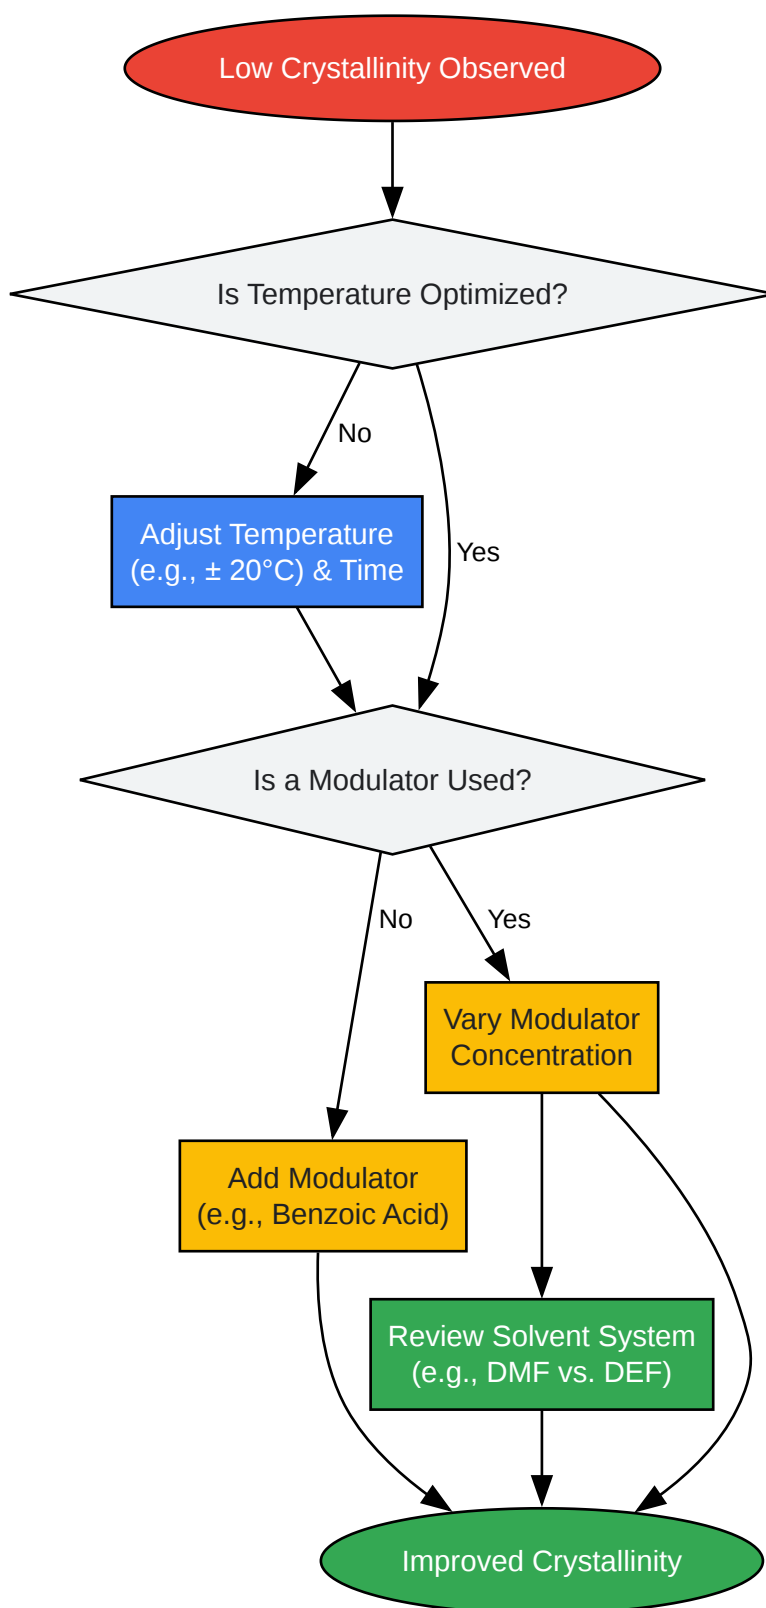 Low Crystallinity Observed
Is Temperature Optimized?
No
Adjust Temperature
(e.g., ± 20°C) & Time
Yes
Is a Modulator Used?
No
Yes
Vary Modulator
Concentration
Add Modulator
(e.g., Benzoic Acid)
Review Solvent System
(e.g., DMF vs. DEF)
Improved Crystallinity